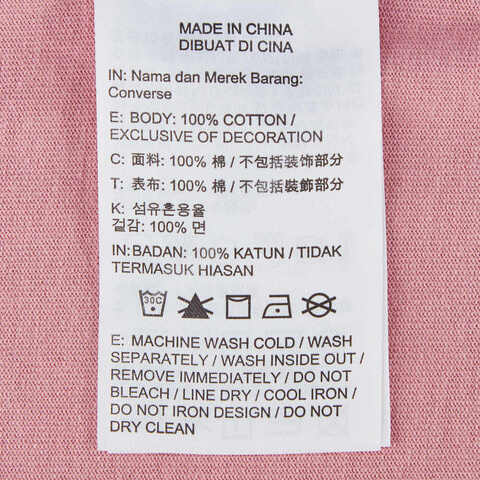 MADE IN CHINA
DIBUAT DI CINA
IN: Nama dan Merek Barang:
Converse
E: BODY: 100% COTTON /
EXCLUSIVE OF DECORATION
C: 面料: 100% 棉 / 不包括装饰部分
T: 表布: 100% 棉 / 不包括裝飾部分
K: 섬유혼용율
겉감: 100% 면
IN: BADAN: 100% KATUN / TIDAK
TERMASUK HIASAN
30C
E: MACHINE WASH COLD / WASH
SEPARATELY / WASH INSIDE OUT /
REMOVE IMMEDIATELY / DO NOT
BLEACH / LINE DRY / COOL IRON /
DO NOT IRON DESIGN / DO NOT
DRY CLEAN